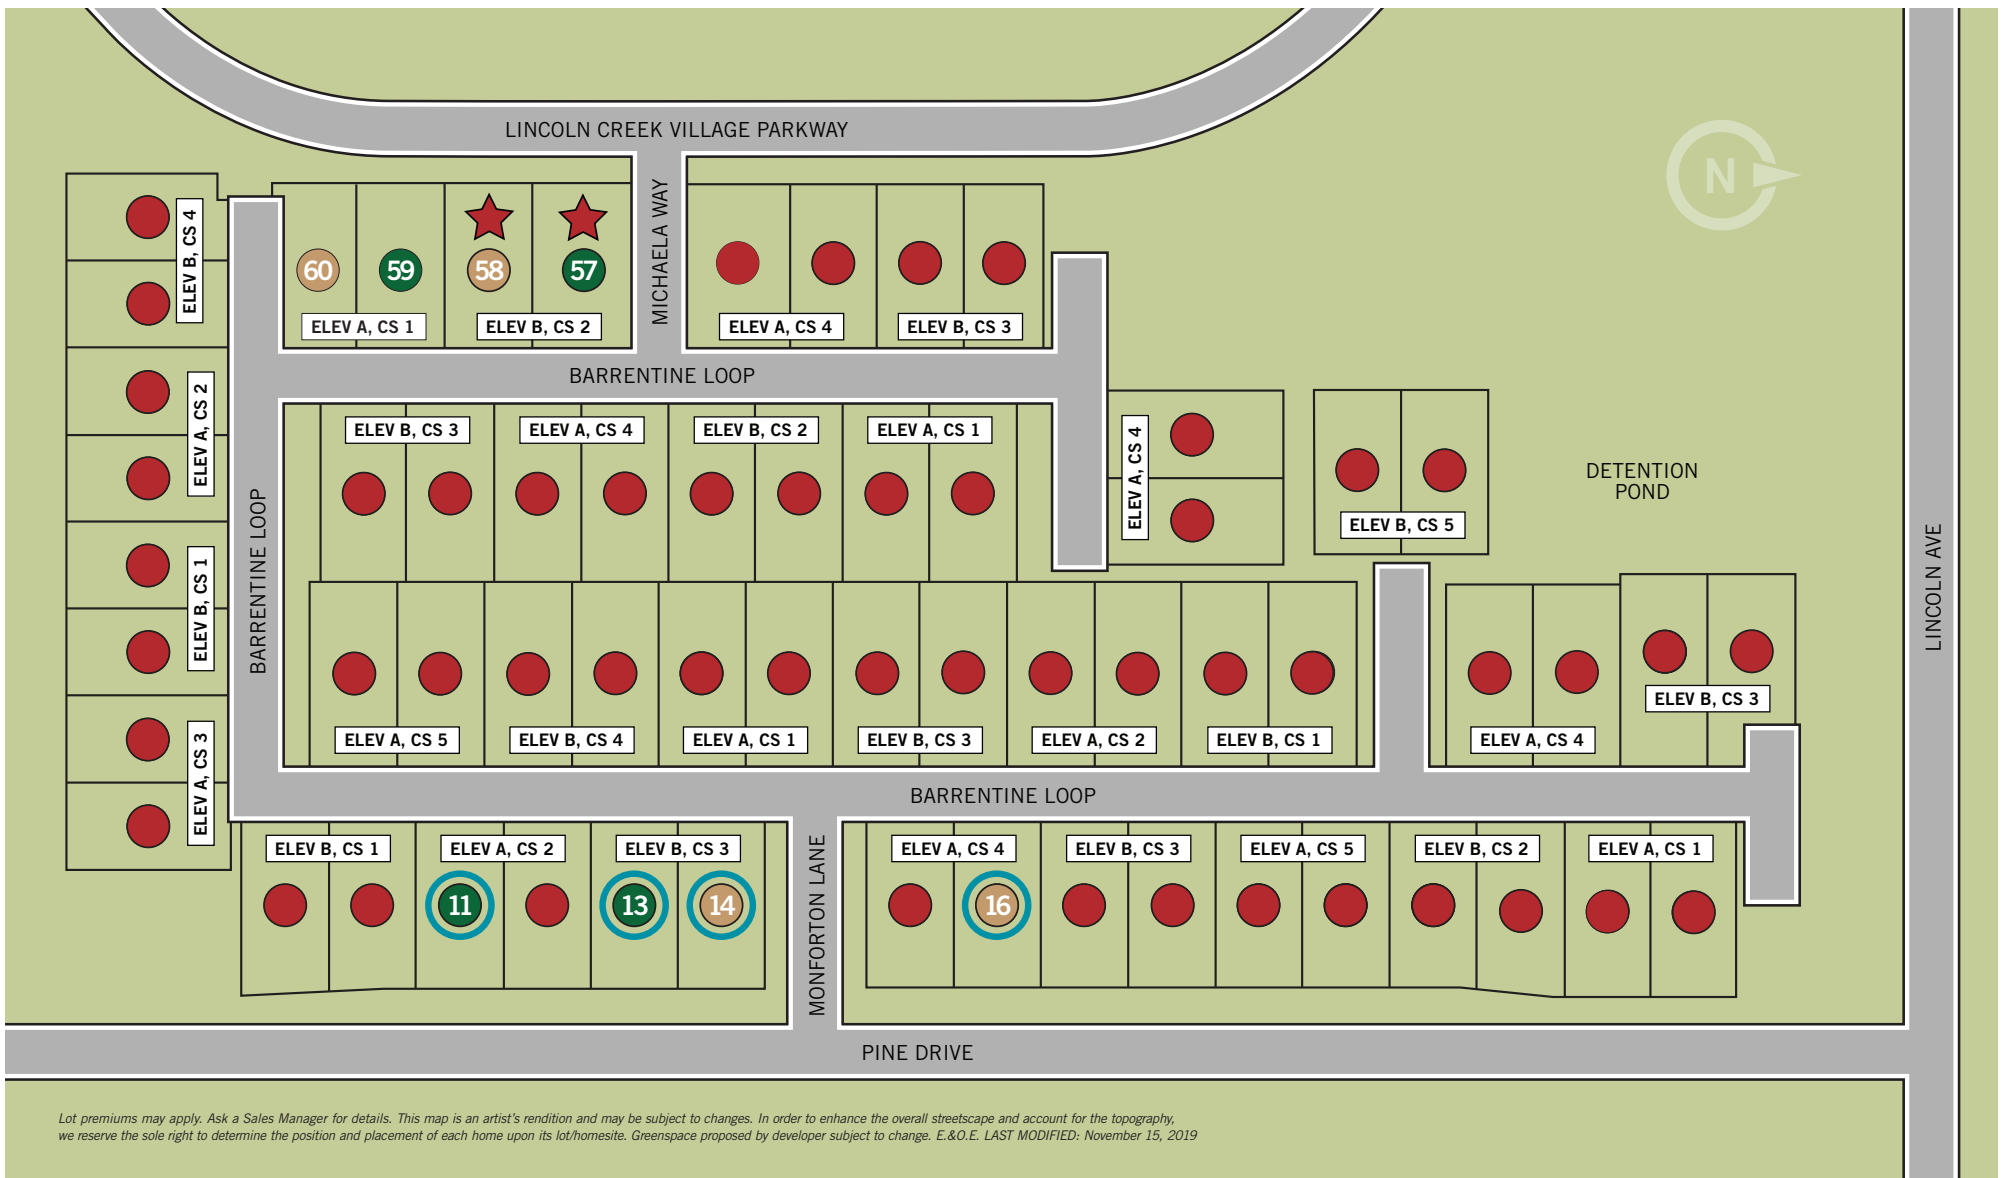 LINCOLN CREEK VILLAGE PARKWAY
N
MICHAELA WAY
ELEV B, CS 4
60
59
58
57
ELEV A, CS 1
ELEV B, CS 2
ELEV A, CS 4
ELEV B, CS 3
BARRENTINE LOOP
ELEV A, CS 2
ELEV B, CS 3
ELEV A, CS 4
ELEV B, CS 2
ELEV A, CS 1
ELEV A, CS 4
ELEV B, CS 5
DETENTION
POND
BARRENTINE LOOP
LINCOLN AVE
ELEV B, CS 1
ELEV A, CS 3
ELEV A, CS 5
ELEV B, CS 4
ELEV A, CS 1
ELEV B, CS 3
ELEV A, CS 2
ELEV B, CS 1
ELEV A, CS 4
ELEV B, CS 3
BARRENTINE LOOP
ELEV B, CS 1
ELEV A, CS 2
ELEV B, CS 3
MONFORTON LANE
ELEV A, CS 4
ELEV B, CS 3
ELEV A, CS 5
ELEV B, CS 2
ELEV A, CS 1
11
13
14
16
PINE DRIVE
Lot premiums may apply. Ask a Sales Manager for details. This map is an artist's rendition and may be subject to changes. In order to enhance the overall streetscape and account for the topography,
we reserve the sole right to determine the position and placement of each home upon its lot/homesite. Greenspace proposed by developer subject to change. E.&O.E. LAST MODIFIED: November 15, 2019